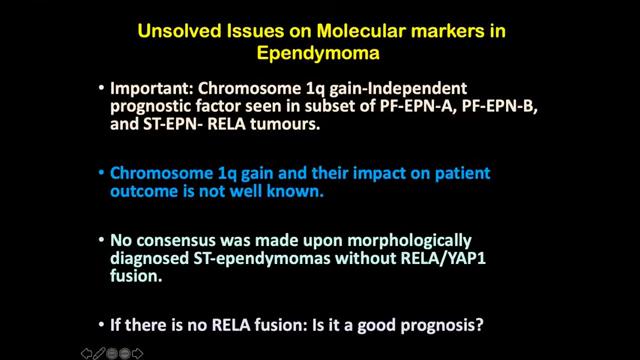 Unsolved Issues on Molecular markers in
Ependymoma
• Important: Chromosome 1q gain-Independent
prognostic factor seen in subset of PF-EPN-A, PF-EPN-B,
and ST-EPN- RELA tumours.
• Chromosome 1q gain and their impact on patient
outcome is not well known.
• No consensus was made upon morphologically
diagnosed ST-ependymomas without RELA/YAP1
fusion.
• If there is no RELA fusion: Is it a good prognosis?